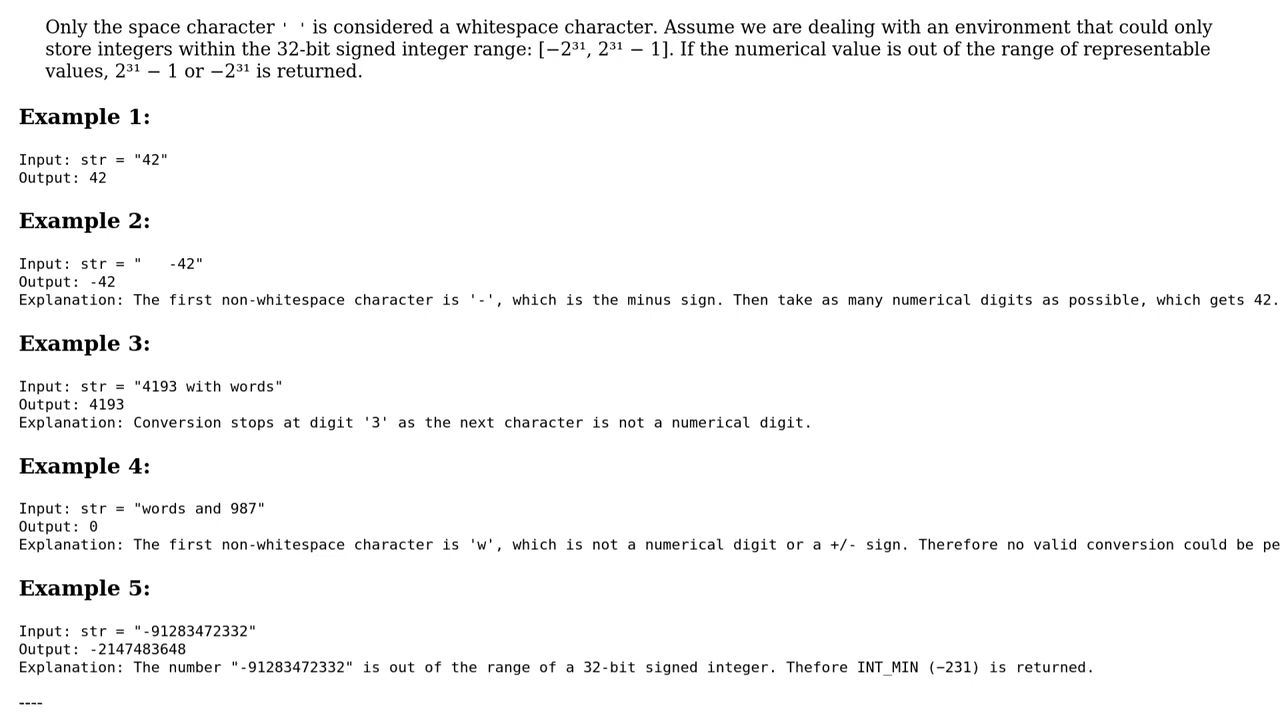 Only the space character ' ' is considered a whitespace character. Assume we are dealing with an environment that could only
store integers within the 32-bit signed integer range: [−2³¹, 2³¹ − 1]. If the numerical value is out of the range of representable
values, 2³¹ − 1 or −2³¹ is returned.
Example 1:
Input: str = "42"
Output: 42
Example 2:
Input: str = "   -42"
Output: -42
Explanation: The first non-whitespace character is '-', which is the minus sign. Then take as many numerical digits as possible, which gets 42.
Example 3:
Input: str = "4193 with words"
Output: 4193
Explanation: Conversion stops at digit '3' as the next character is not a numerical digit.
Example 4:
Input: str = "words and 987"
Output: 0
Explanation: The first non-whitespace character is 'w', which is not a numerical digit or a +/- sign. Therefore no valid conversion could be pe
Example 5:
Input: str = "-91283472332"
Output: -2147483648
Explanation: The number "-91283472332" is out of the range of a 32-bit signed integer. Thefore INT_MIN (−231) is returned.
----